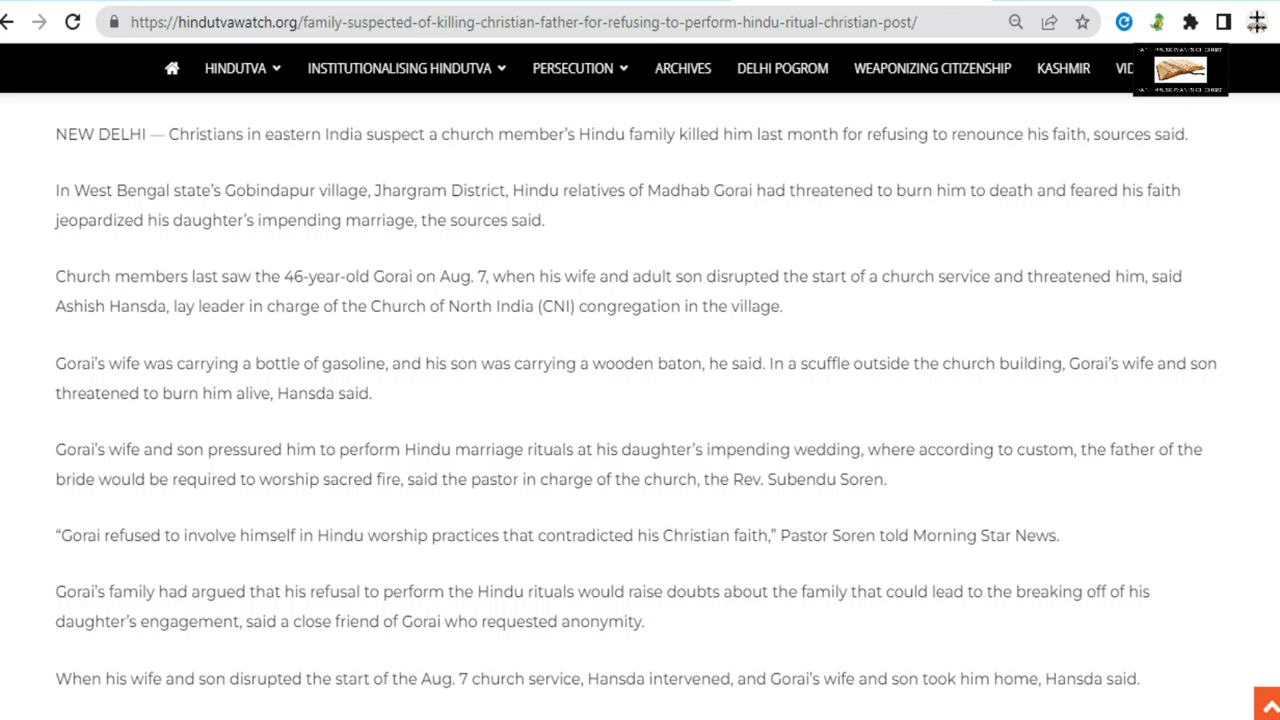 https://hindutvawatch.org/family-suspected-of-killing-christian-father-for-refusing-to-perform-hindu-ritual-christian-post/
HINDUTVA INSTITUTIONALISING HINDUTVA PERSECUTION ARCHIVES DELHI POGROM WEAPONIZING CITIZENSHIP KASHMIR VID
NEW DELHI — Christians in eastern India suspect a church member’s Hindu family killed him last month for refusing to renounce his faith, sources said.
In West Bengal state’s Gobindapur village, Jhargram District, Hindu relatives of Madhab Gorai had threatened to burn him to death and feared his faith
jeopardized his daughter’s impending marriage, the sources said.
Church members last saw the 46-year-old Gorai on Aug. 7, when his wife and adult son disrupted the start of a church service and threatened him, said
Ashish Hansda, lay leader in charge of the Church of North India (CNI) congregation in the village.
Gorai’s wife was carrying a bottle of gasoline, and his son was carrying a wooden baton, he said. In a scuffle outside the church building, Gorai’s wife and son
threatened to burn him alive, Hansda said.
Gorai’s wife and son pressured him to perform Hindu marriage rituals at his daughter’s impending wedding, where according to custom, the father of the
bride would be required to worship sacred fire, said the pastor in charge of the church, the Rev. Subendu Soren.
“Gorai refused to involve himself in Hindu worship practices that contradicted his Christian faith,” Pastor Soren told Morning Star News.
Gorai’s family had argued that his refusal to perform the Hindu rituals would raise doubts about the family that could lead to the breaking off of his
daughter’s engagement, said a close friend of Gorai who requested anonymity.
When his wife and son disrupted the start of the Aug. 7 church service, Hansda intervened, and Gorai’s wife and son took him home, Hansda said.